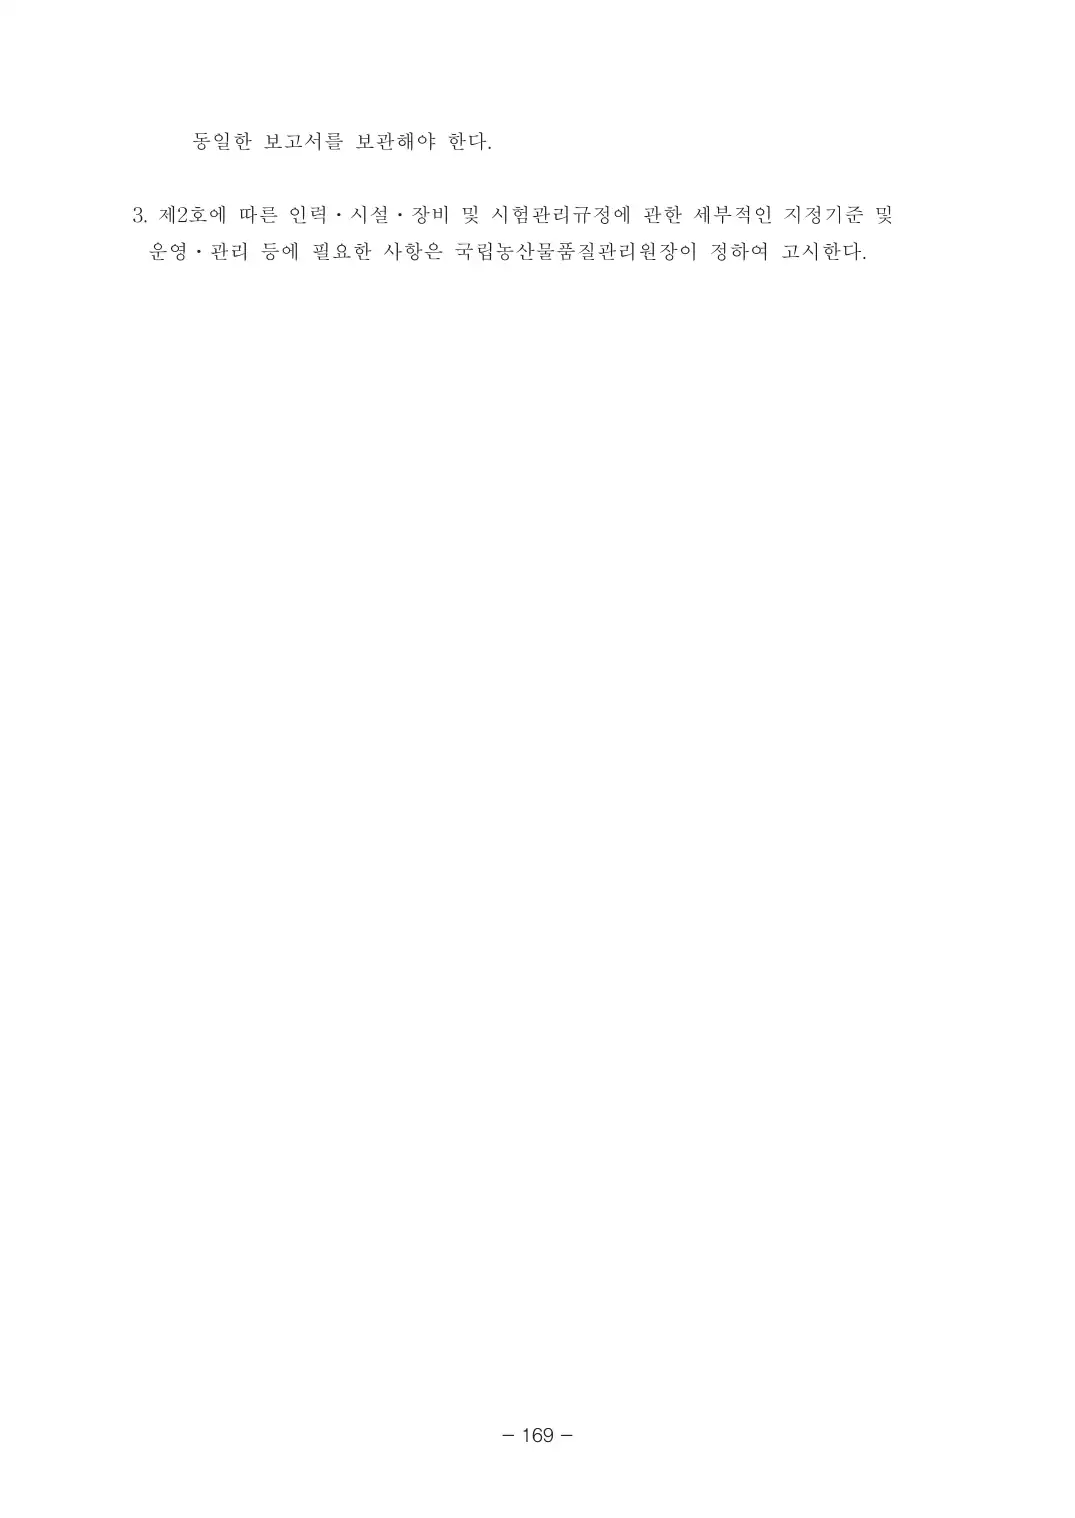 동일한 보고서를 보관해야 한다.
3. 제2호에 따른 인력ㆍ시설ㆍ장비 및 시험관리규정에 관한 세부적인 지정기준 및
운영ㆍ관리 등에 필요한 사항은 국립농산물품질관리원장이 정하여 고시한다.
- 169 -